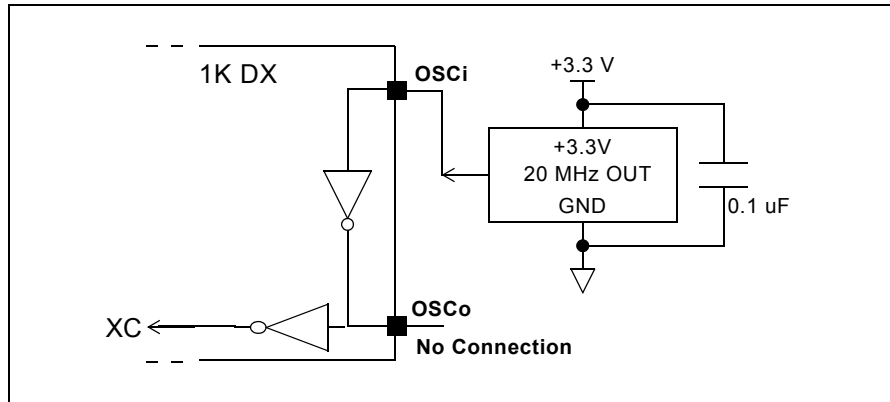 1K DX
OSCi
+3.3 V
+3.3V
20 MHz OUT
GND
0.1 uF
OSCo
XC
No Connection